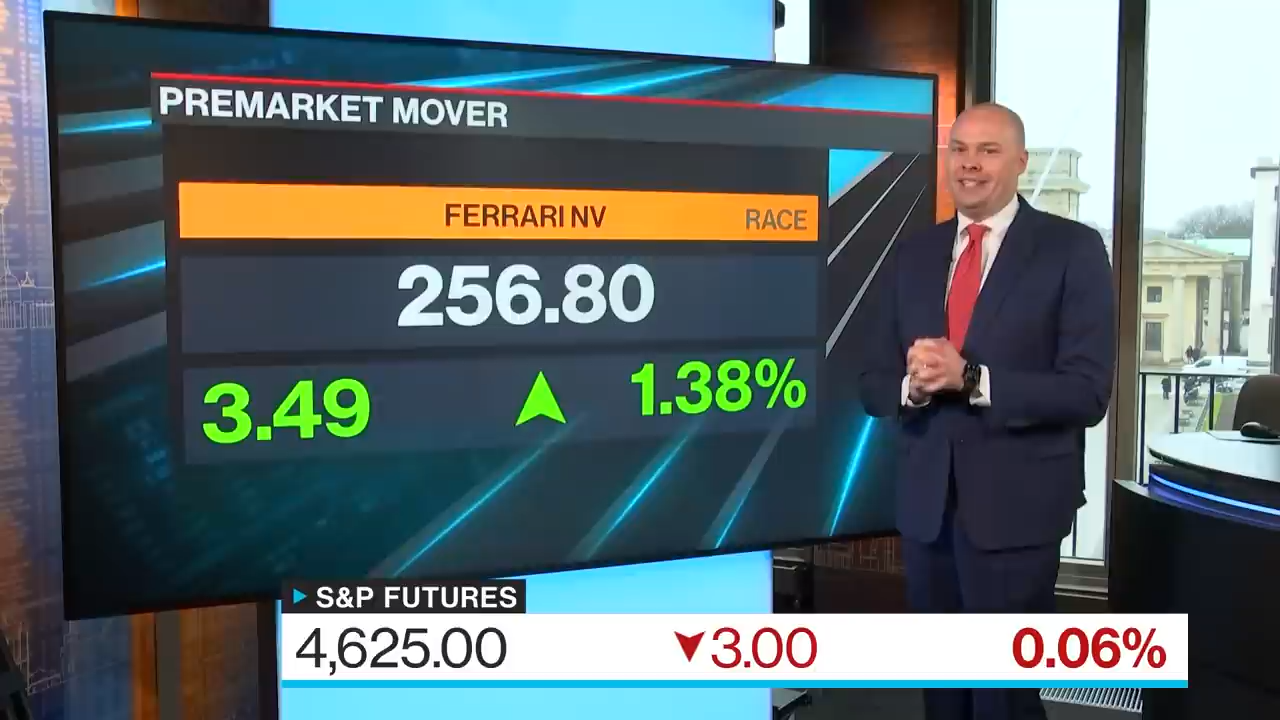 PREMARKET MOVER
FERRARI NV RACE
256.80
3.49 1.38%
S&P FUTURES
4,625.00 3.00 0.06%